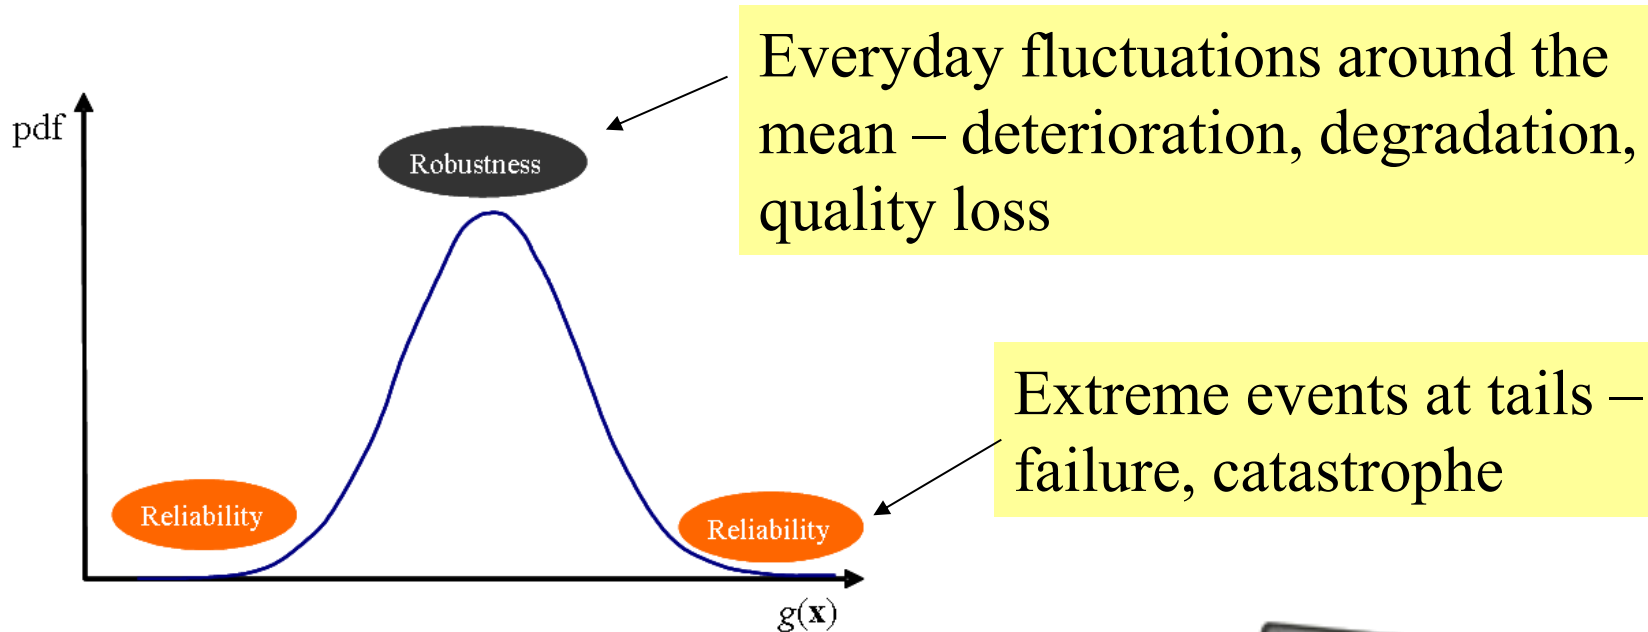 Everyday fluctuations around the
mean – deterioration, degradation,
quality loss
pdf
Robustness
Extreme events at tails –
failure, catastrophe
Reliability
Reliability
g(x)